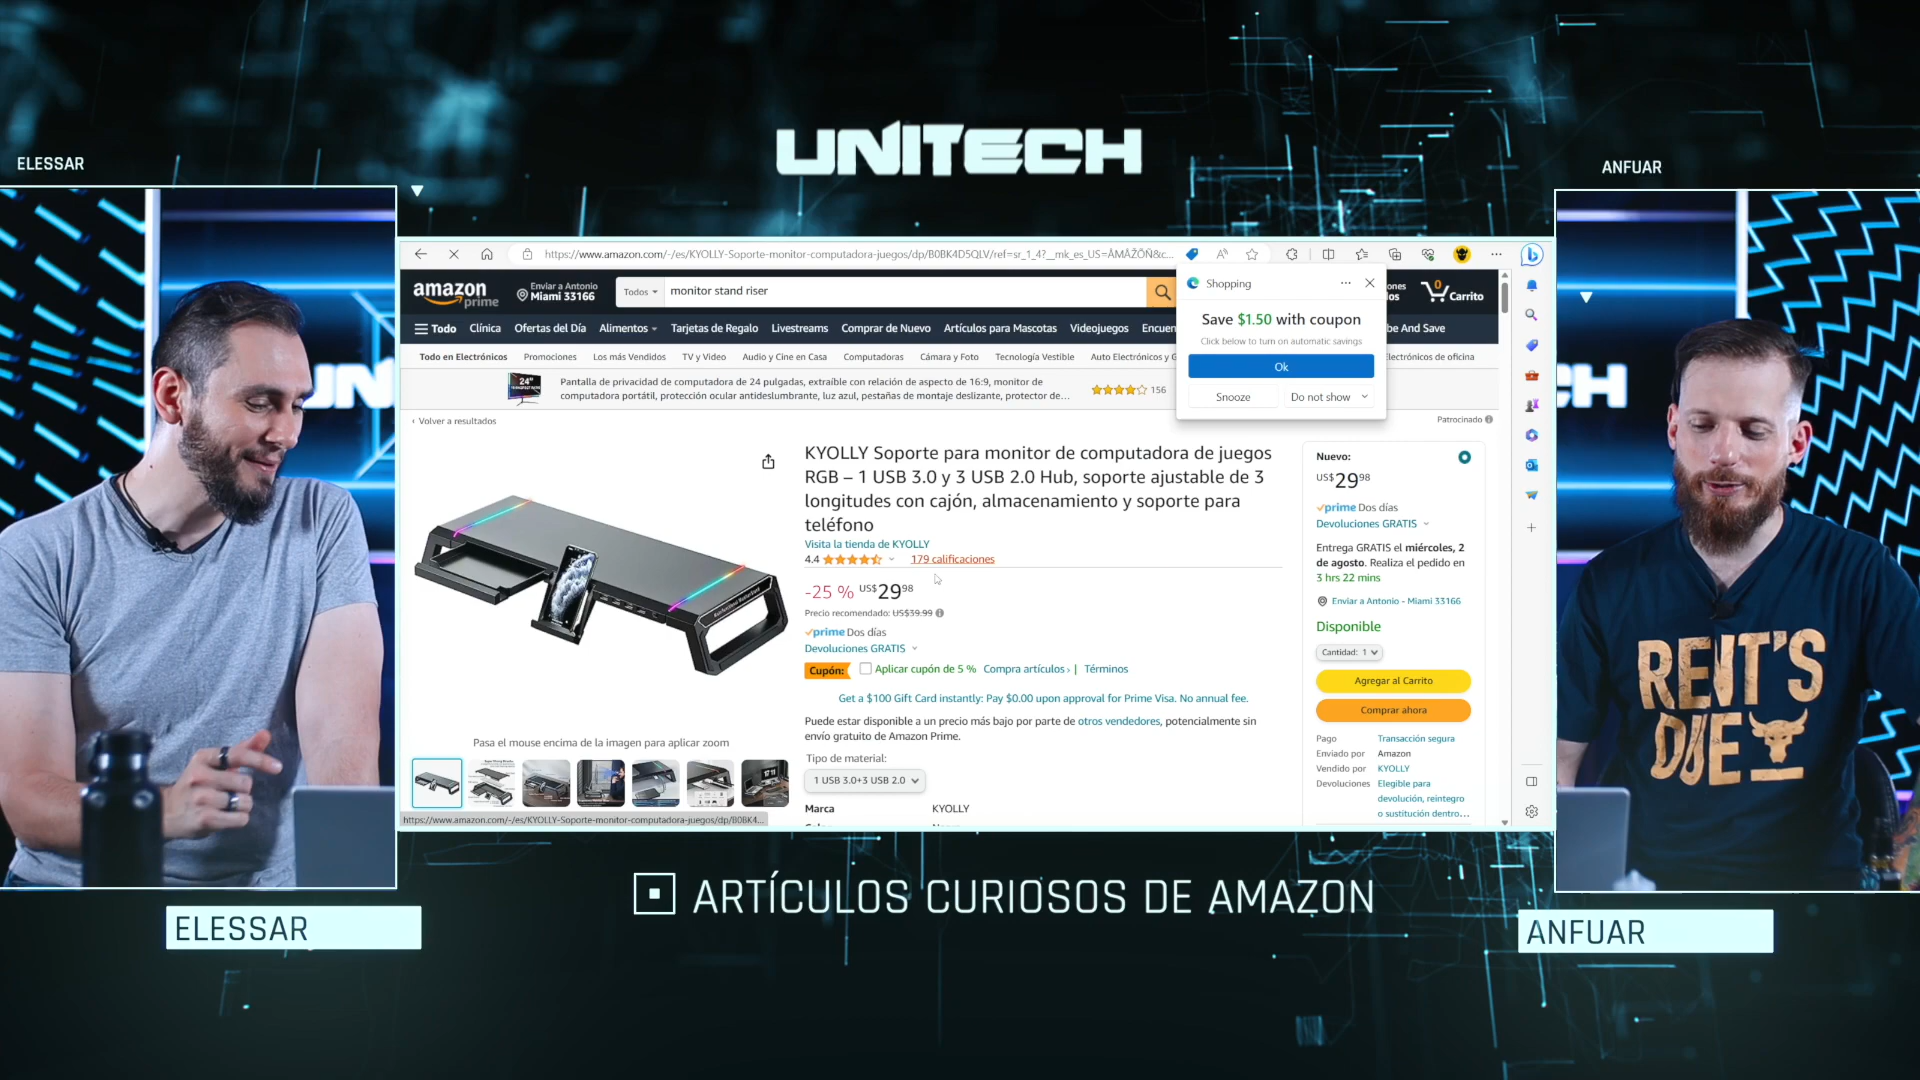 UNITECH
ELESSAR
ANFUAR
https://www.amazon.com/-/es/KYOLLY-Soporte-monitor-computadora-juegos/dp/B0BK4D5QLV/ref=sr_1_4?__mk_es_US=ÅMÅŽÕÑ&c...
amazon prime
Enviar a Antonio
Miami 33166
Todos
monitor stand riser
0
Carrito
Todo
Clínica
Ofertas del Día
Alimentos
Tarjetas de Regalo
Livestreams
Comprar de Nuevo
Artículos para Mascotas
Videojuegos
Encuen
be And Save
Shopping
Save $1.50 with coupon
Click below to turn on automatic savings
Ok
Snooze
Do not show
Todo en Electrónicos
Promociones
Los más Vendidos
TV y Video
Audio y Cine en Casa
Computadoras
Cámara y Foto
Tecnología Vestible
Auto Electrónicos y G
lectrónicos de oficina
24"
Pantalla de privacidad de computadora de 24 pulgadas, extraíble con relación de aspecto de 16:9, monitor de
computadora portátil, protección ocular antideslumbrante, luz azul, pestañas de montaje deslizante, protector de...
156
‹ Volver a resultados
Patrocinado
KYOLLY Soporte para monitor de computadora de juegos
RGB – 1 USB 3.0 y 3 USB 2.0 Hub, soporte ajustable de 3
longitudes con cajón, almacenamiento y soporte para
teléfono
Visita la tienda de KYOLLY
4.4
179 calificaciones
-25 % US$29⁹⁸
Precio recomendado: US$39.99
prime Dos días
Devoluciones GRATIS
Cupón:
Aplicar cupón de 5 %
Compra artículos ›
|
Términos
Get a $100 Gift Card instantly: Pay $0.00 upon approval for Prime Visa. No annual fee.
Puede estar disponible a un precio más bajo por parte de otros vendedores, potencialmente sin
envío gratuito de Amazon Prime.
Tipo de material:
1 USB 3.0+3 USB 2.0
Marca
KYOLLY
Pasa el mouse encima de la imagen para aplicar zoom
https://www.amazon.com/-/es/KYOLLY-Soporte-monitor-computadora-juegos/dp/B0BK4...
Nuevo:
US$29⁹⁸
prime Dos días
Devoluciones GRATIS
Entrega GRATIS el miércoles, 2
de agosto. Realiza el pedido en
3 hrs 22 mins
Enviar a Antonio - Miami 33166
Disponible
Cantidad: 1
Agregar al Carrito
Comprar ahora
Pago
Transacción segura
Enviado por
Amazon
Vendido por
KYOLLY
Devoluciones
Elegible para
devolución, reintegro
o sustitución dentro...
RENT'S
DUE
ARTÍCULOS CURIOSOS DE AMAZON
ELESSAR
ANFUAR